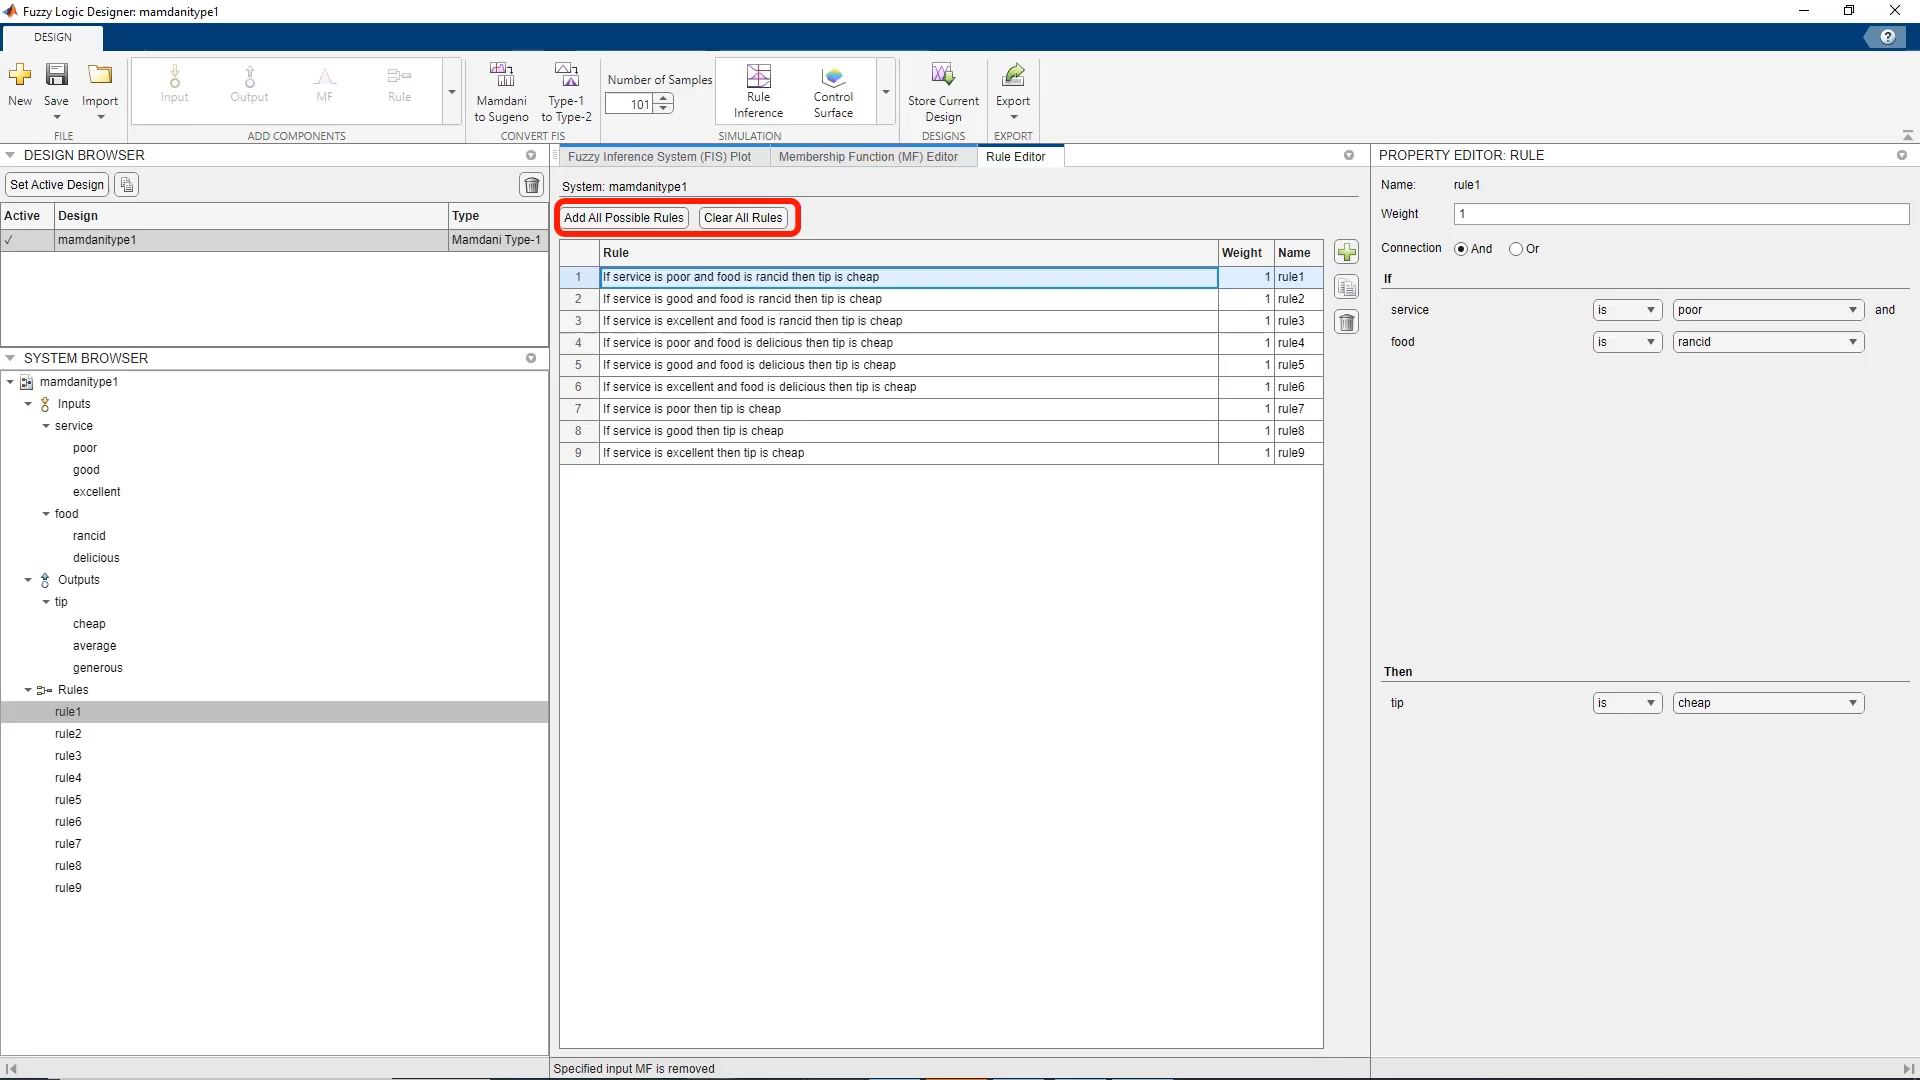 Fuzzy Logic Designer: mamdanitype1
DESIGN
New
Save
Import
FILE
Input
Output
MF
Rule
ADD COMPONENTS
Mamdani
to Sugeno
Type-1
to Type-2
CONVERT FIS
Number of Samples
101
Rule
Inference
Control
Surface
SIMULATION
Store Current
Design
DESIGNS
Export
EXPORT
DESIGN BROWSER
Set Active Design
Active Design Type
✓ mamdanitype1 Mamdani Type-1
SYSTEM BROWSER
mamdanitype1
Inputs
service
poor
good
excellent
food
rancid
delicious
Outputs
tip
cheap
average
generous
Rules
rule1
rule2
rule3
rule4
rule5
rule6
rule7
rule8
rule9
Fuzzy Inference System (FIS) Plot
Membership Function (MF) Editor
Rule Editor
System: mamdanitype1
Add All Possible Rules
Clear All Rules
Rule Weight Name
1 If service is poor and food is rancid then tip is cheap 1 rule1
2 If service is good and food is rancid then tip is cheap 1 rule2
3 If service is excellent and food is rancid then tip is cheap 1 rule3
4 If service is poor and food is delicious then tip is cheap 1 rule4
5 If service is good and food is delicious then tip is cheap 1 rule5
6 If service is excellent and food is delicious then tip is cheap 1 rule6
7 If service is poor then tip is cheap 1 rule7
8 If service is good then tip is cheap 1 rule8
9 If service is excellent then tip is cheap 1 rule9
Specified input MF is removed
PROPERTY EDITOR: RULE
Name: rule1
Weight 1
Connection And Or
If
service is poor and
food is rancid
Then
tip is cheap